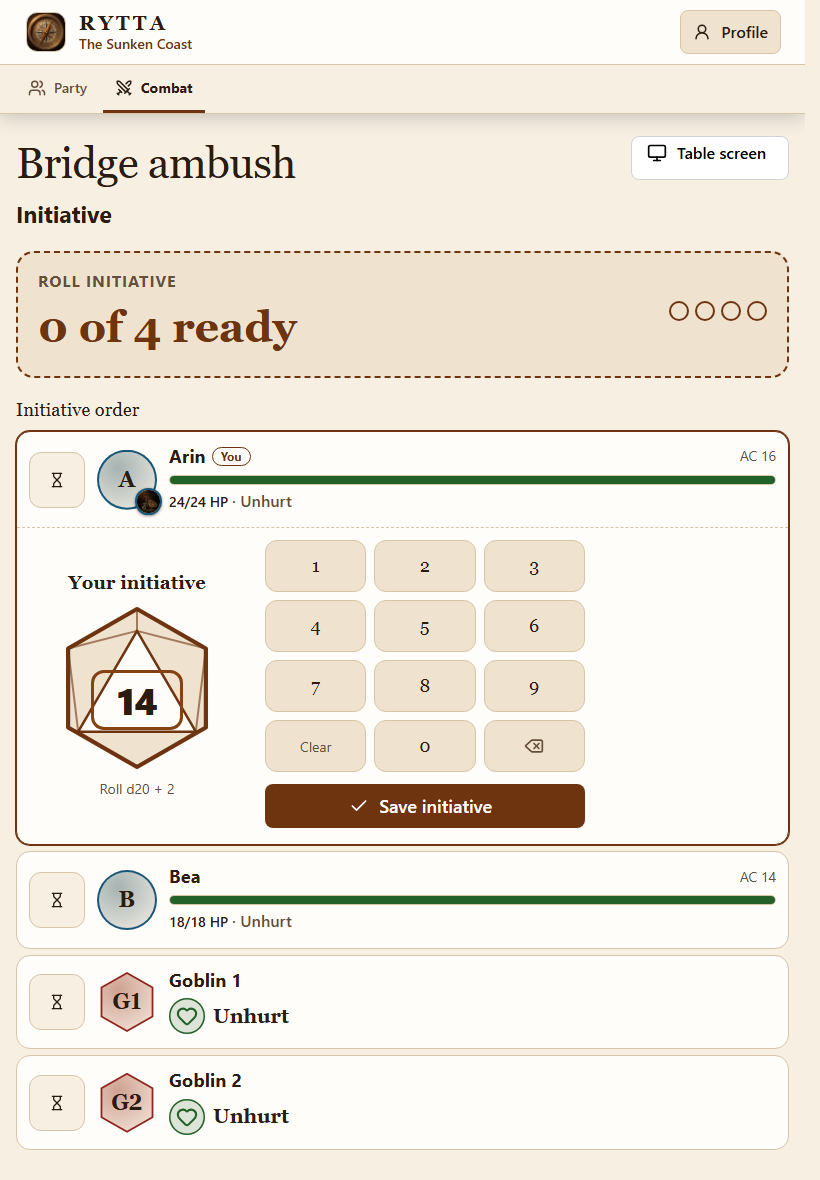 RYTTA
The Sunken Coast
Profile
Party
Combat
Bridge ambush
Table screen
Initiative
ROLL INITIATIVE
0 of 4 ready
Initiative order
A
Arin
You
AC 16
24/24 HP · Unhurt
Your initiative
14
Roll d20 + 2
1 2 3
4 5 6
7 8 9
Clear 0
Save initiative
B
Bea
AC 14
18/18 HP · Unhurt
G1
Goblin 1
Unhurt
G2
Goblin 2
Unhurt